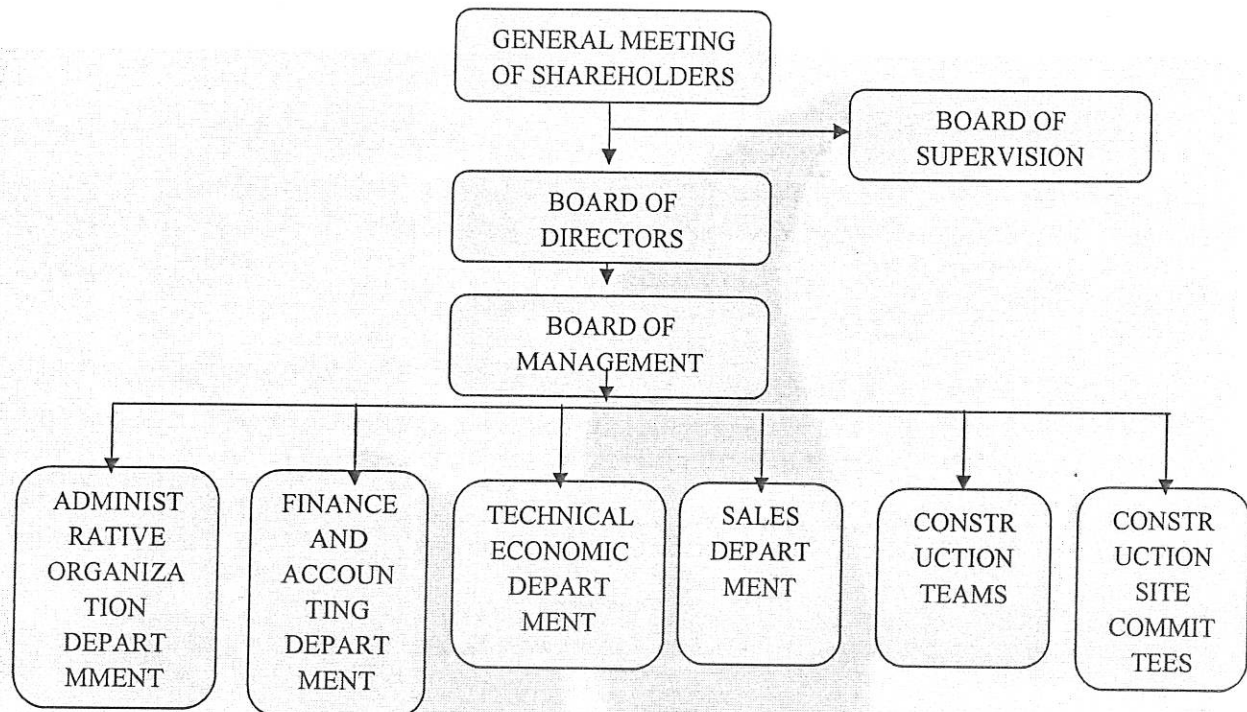 GENERAL MEETING
OF SHAREHOLDERS
BOARD OF
SUPERVISION
BOARD OF
DIRECTORS
BOARD OF
MANAGEMENT
ADMINIST
RATIVE
ORGANIZA
TION
DEPART
MMENT
FINANCE
AND
ACCOUN
TING
DEPART
MENT
TECHNICAL
ECONOMIC
DEPART
MENT
SALES
DEPART
MENT
CONSTR
UCTION
TEAMS
CONSTR
UCTION
SITE
COMMIT
TEES